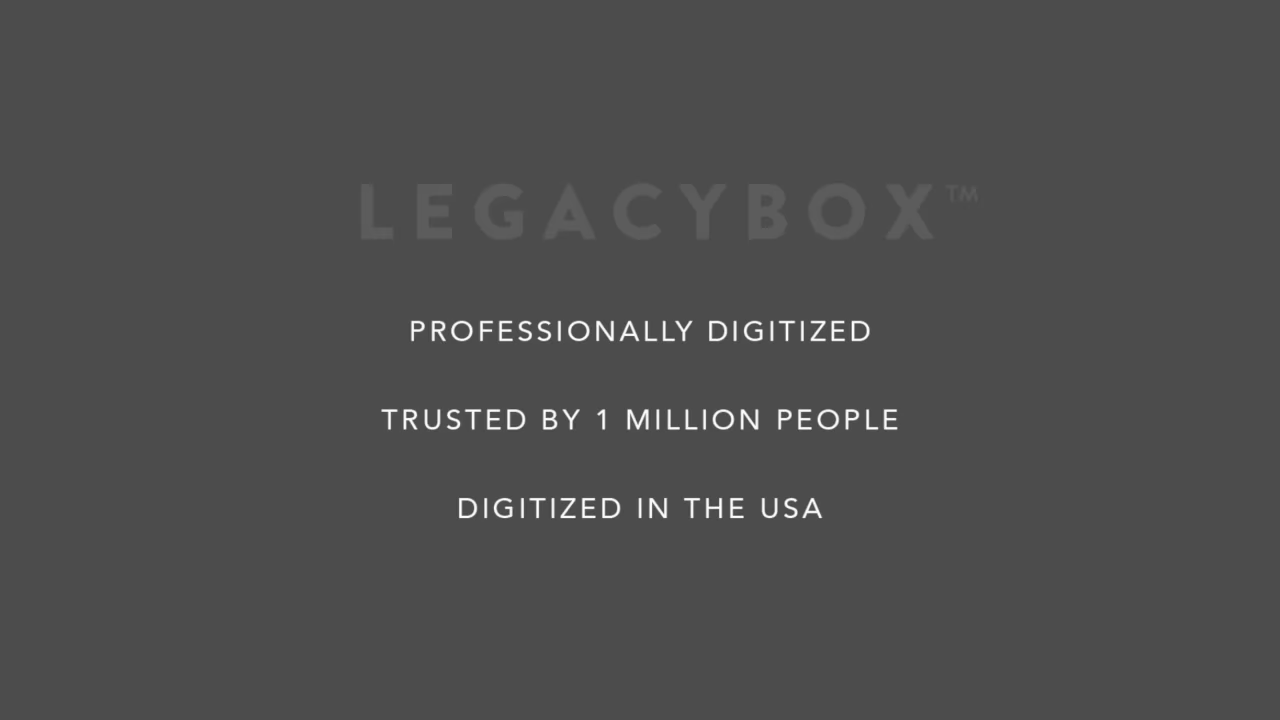 LEGACYBOX™
PROFESSIONALLY DIGITIZED
TRUSTED BY 1 MILLION PEOPLE
DIGITIZED IN THE USA